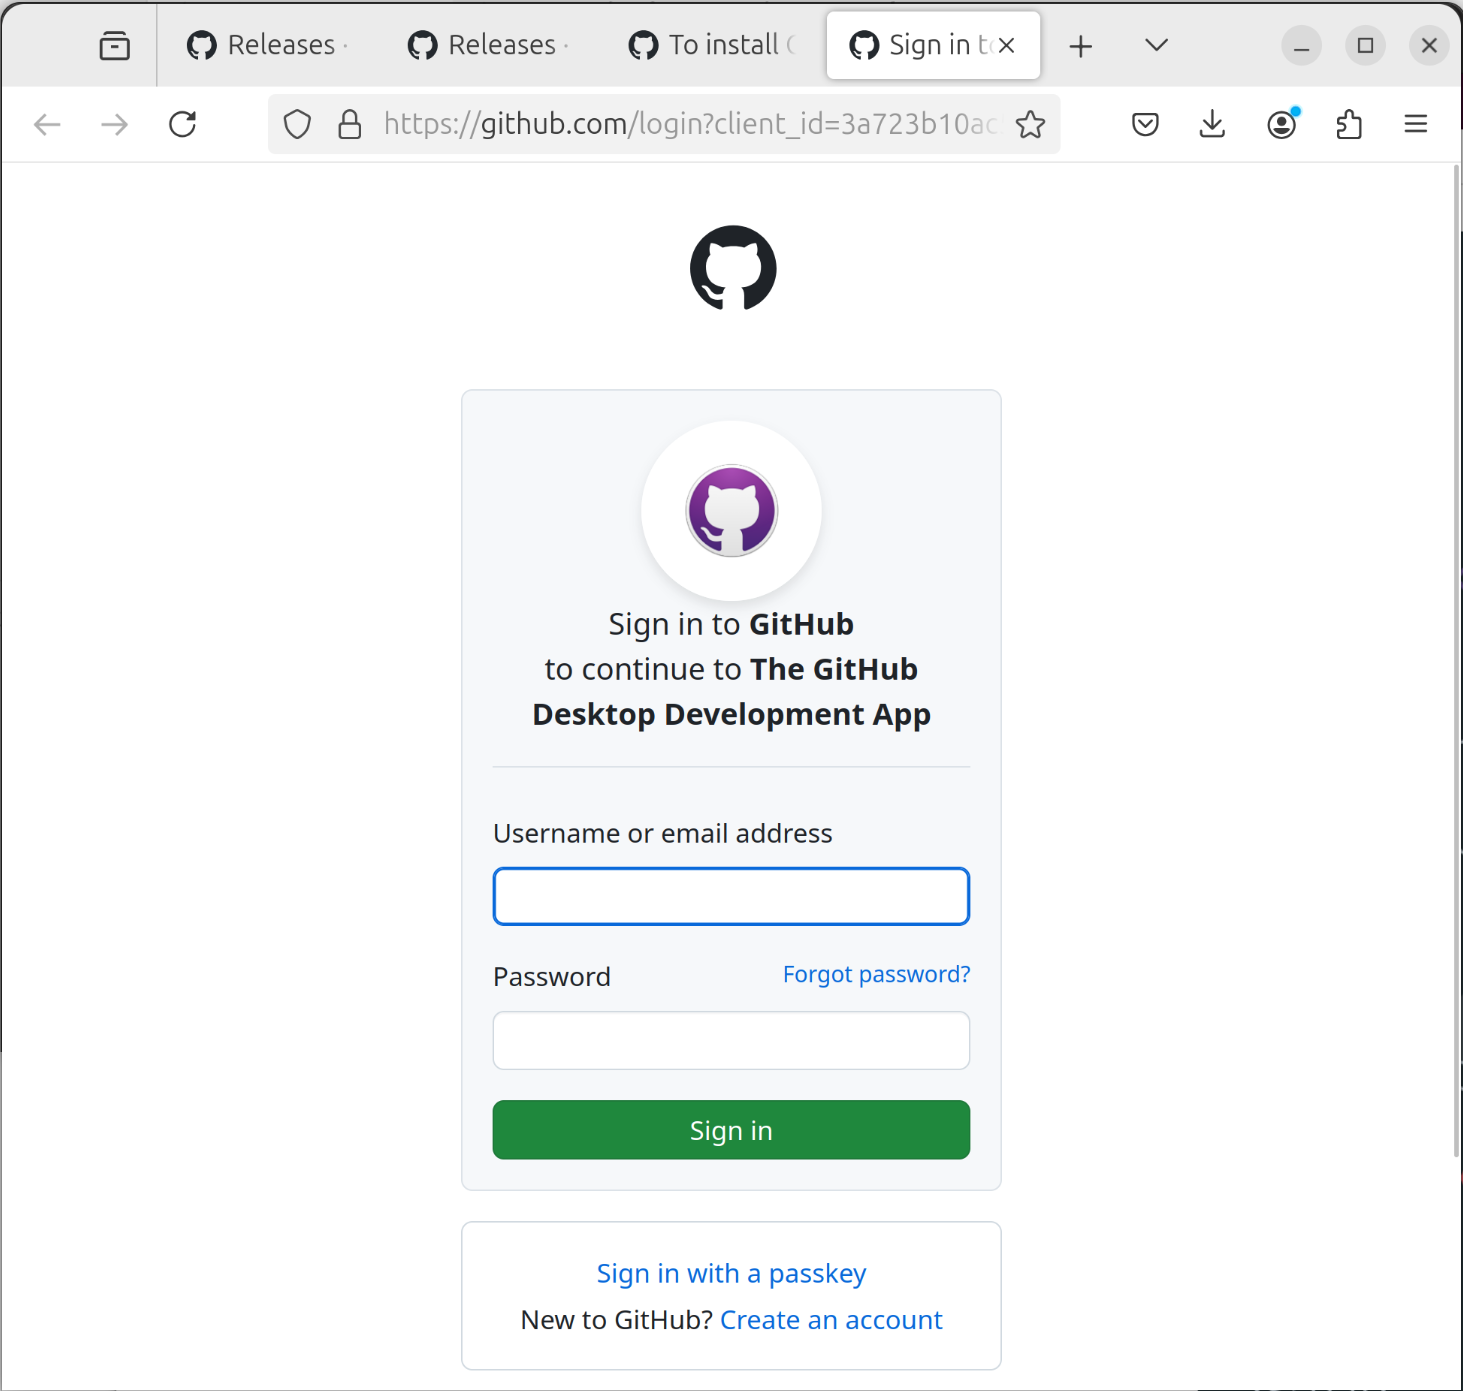 Releases ·
Releases ·
To install
Sign in to
https://github.com/login?client_id=3a723b10ac
Sign in to GitHub
to continue to The GitHub
Desktop Development App
Username or email address
Password
Forgot password?
Sign in
Sign in with a passkey
New to GitHub? Create an account